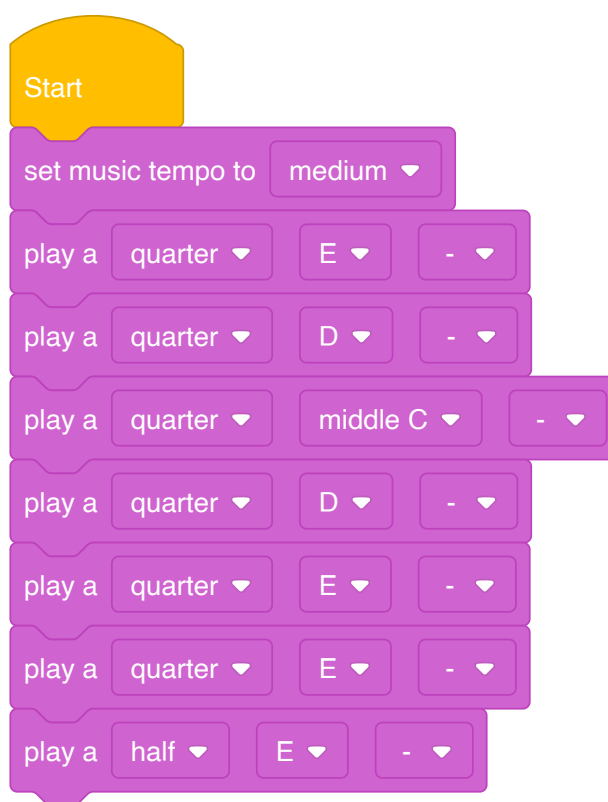 Start
set music tempo to medium
play a quarter E -
play a quarter D -
play a quarter middle C -
play a quarter D -
play a quarter E -
play a quarter E -
play a half E -